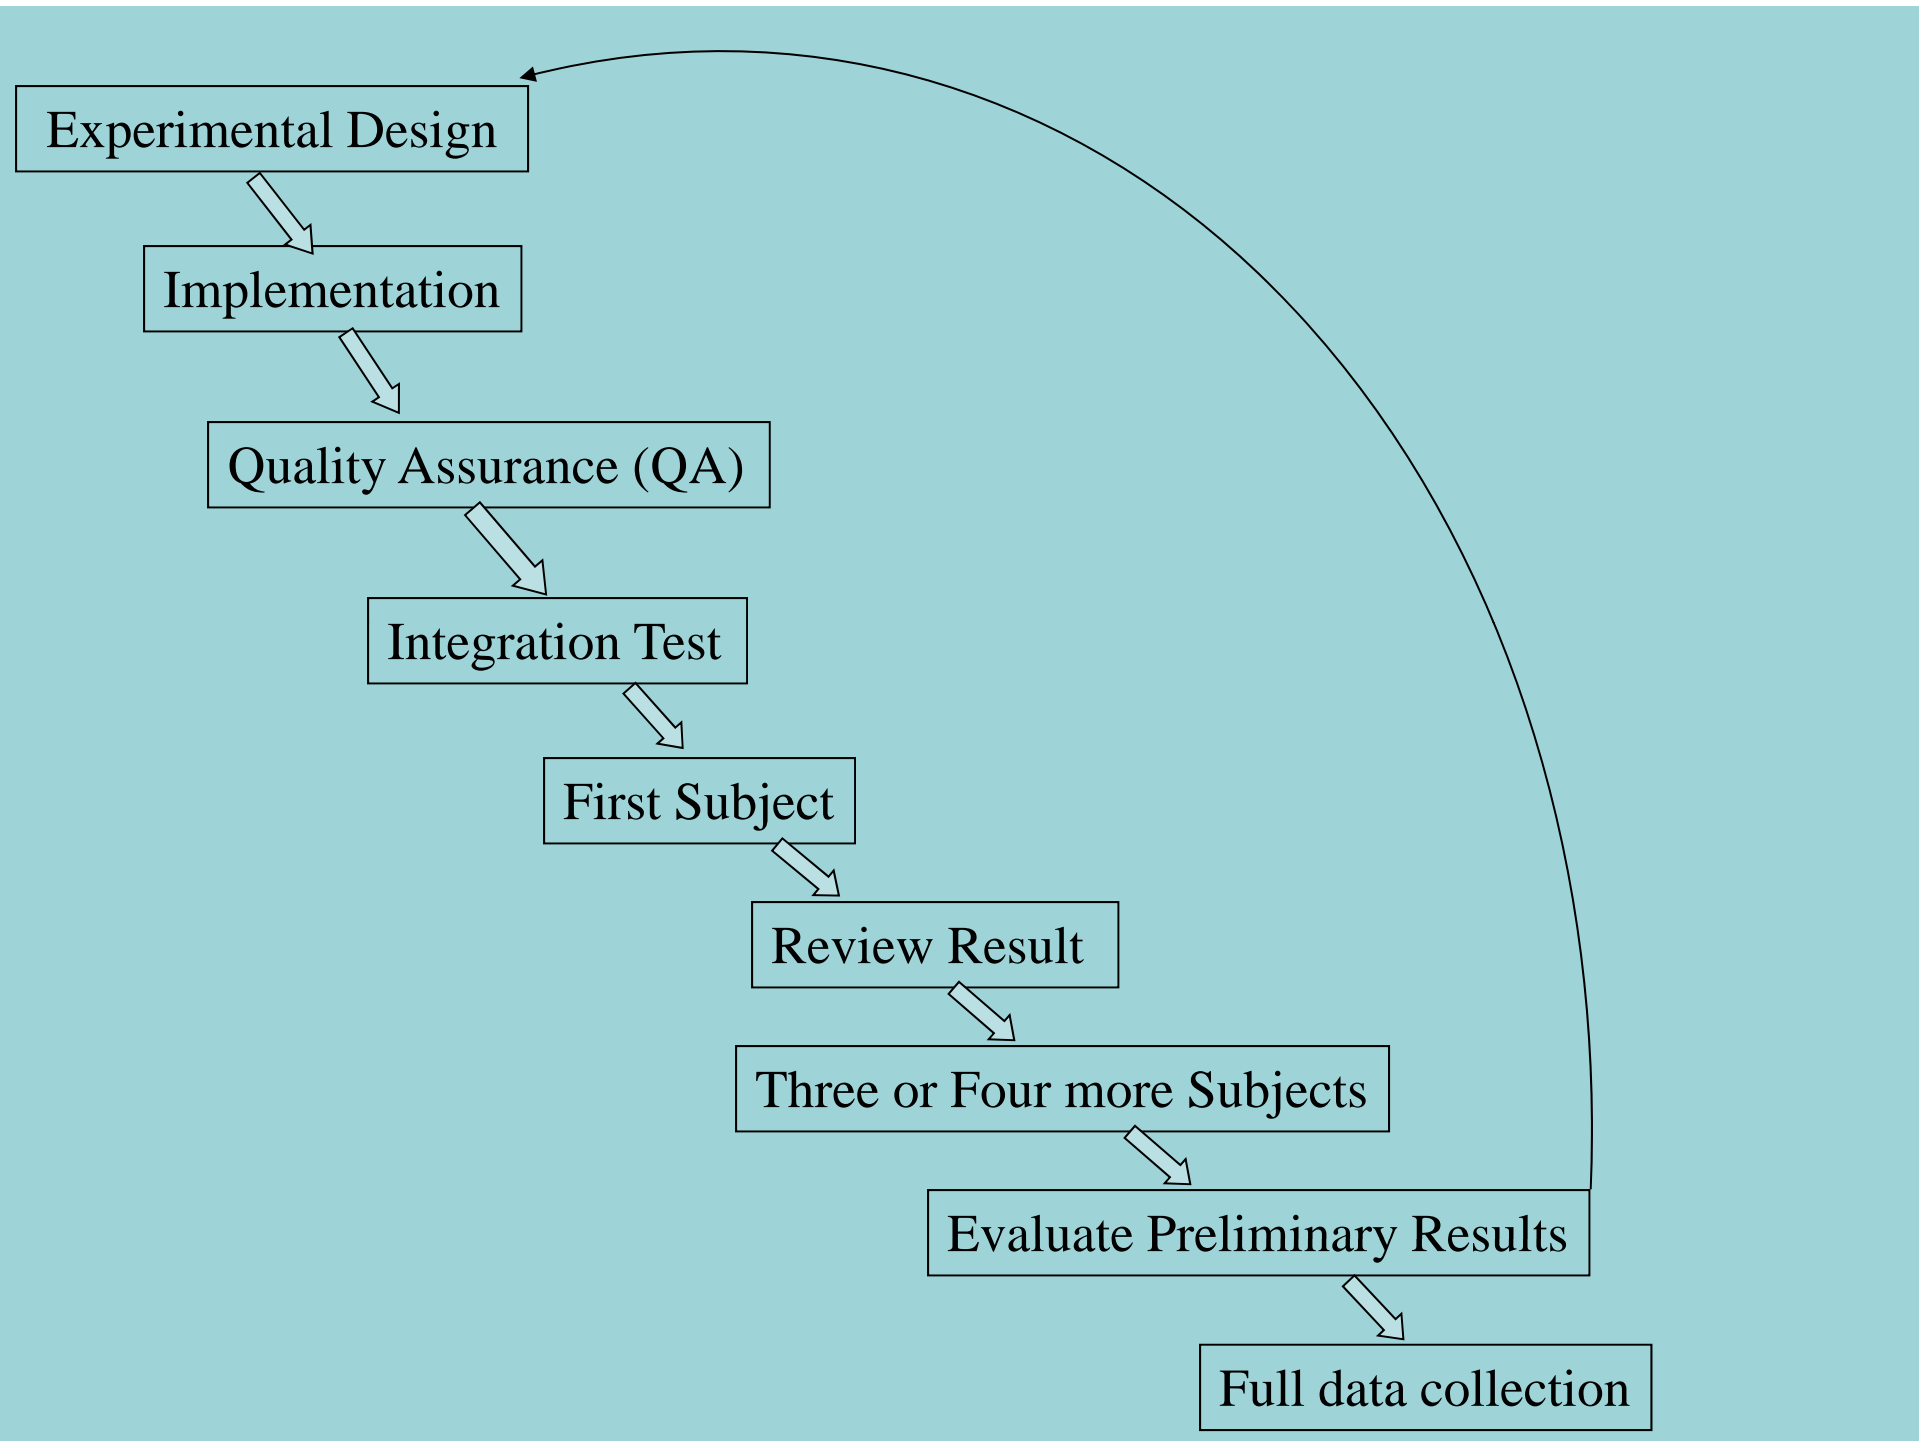 Experimental Design
Implementation
Quality Assurance (QA)
Integration Test
First Subject
Review Result
Three or Four more Subjects
Evaluate Preliminary Results
Full data collection